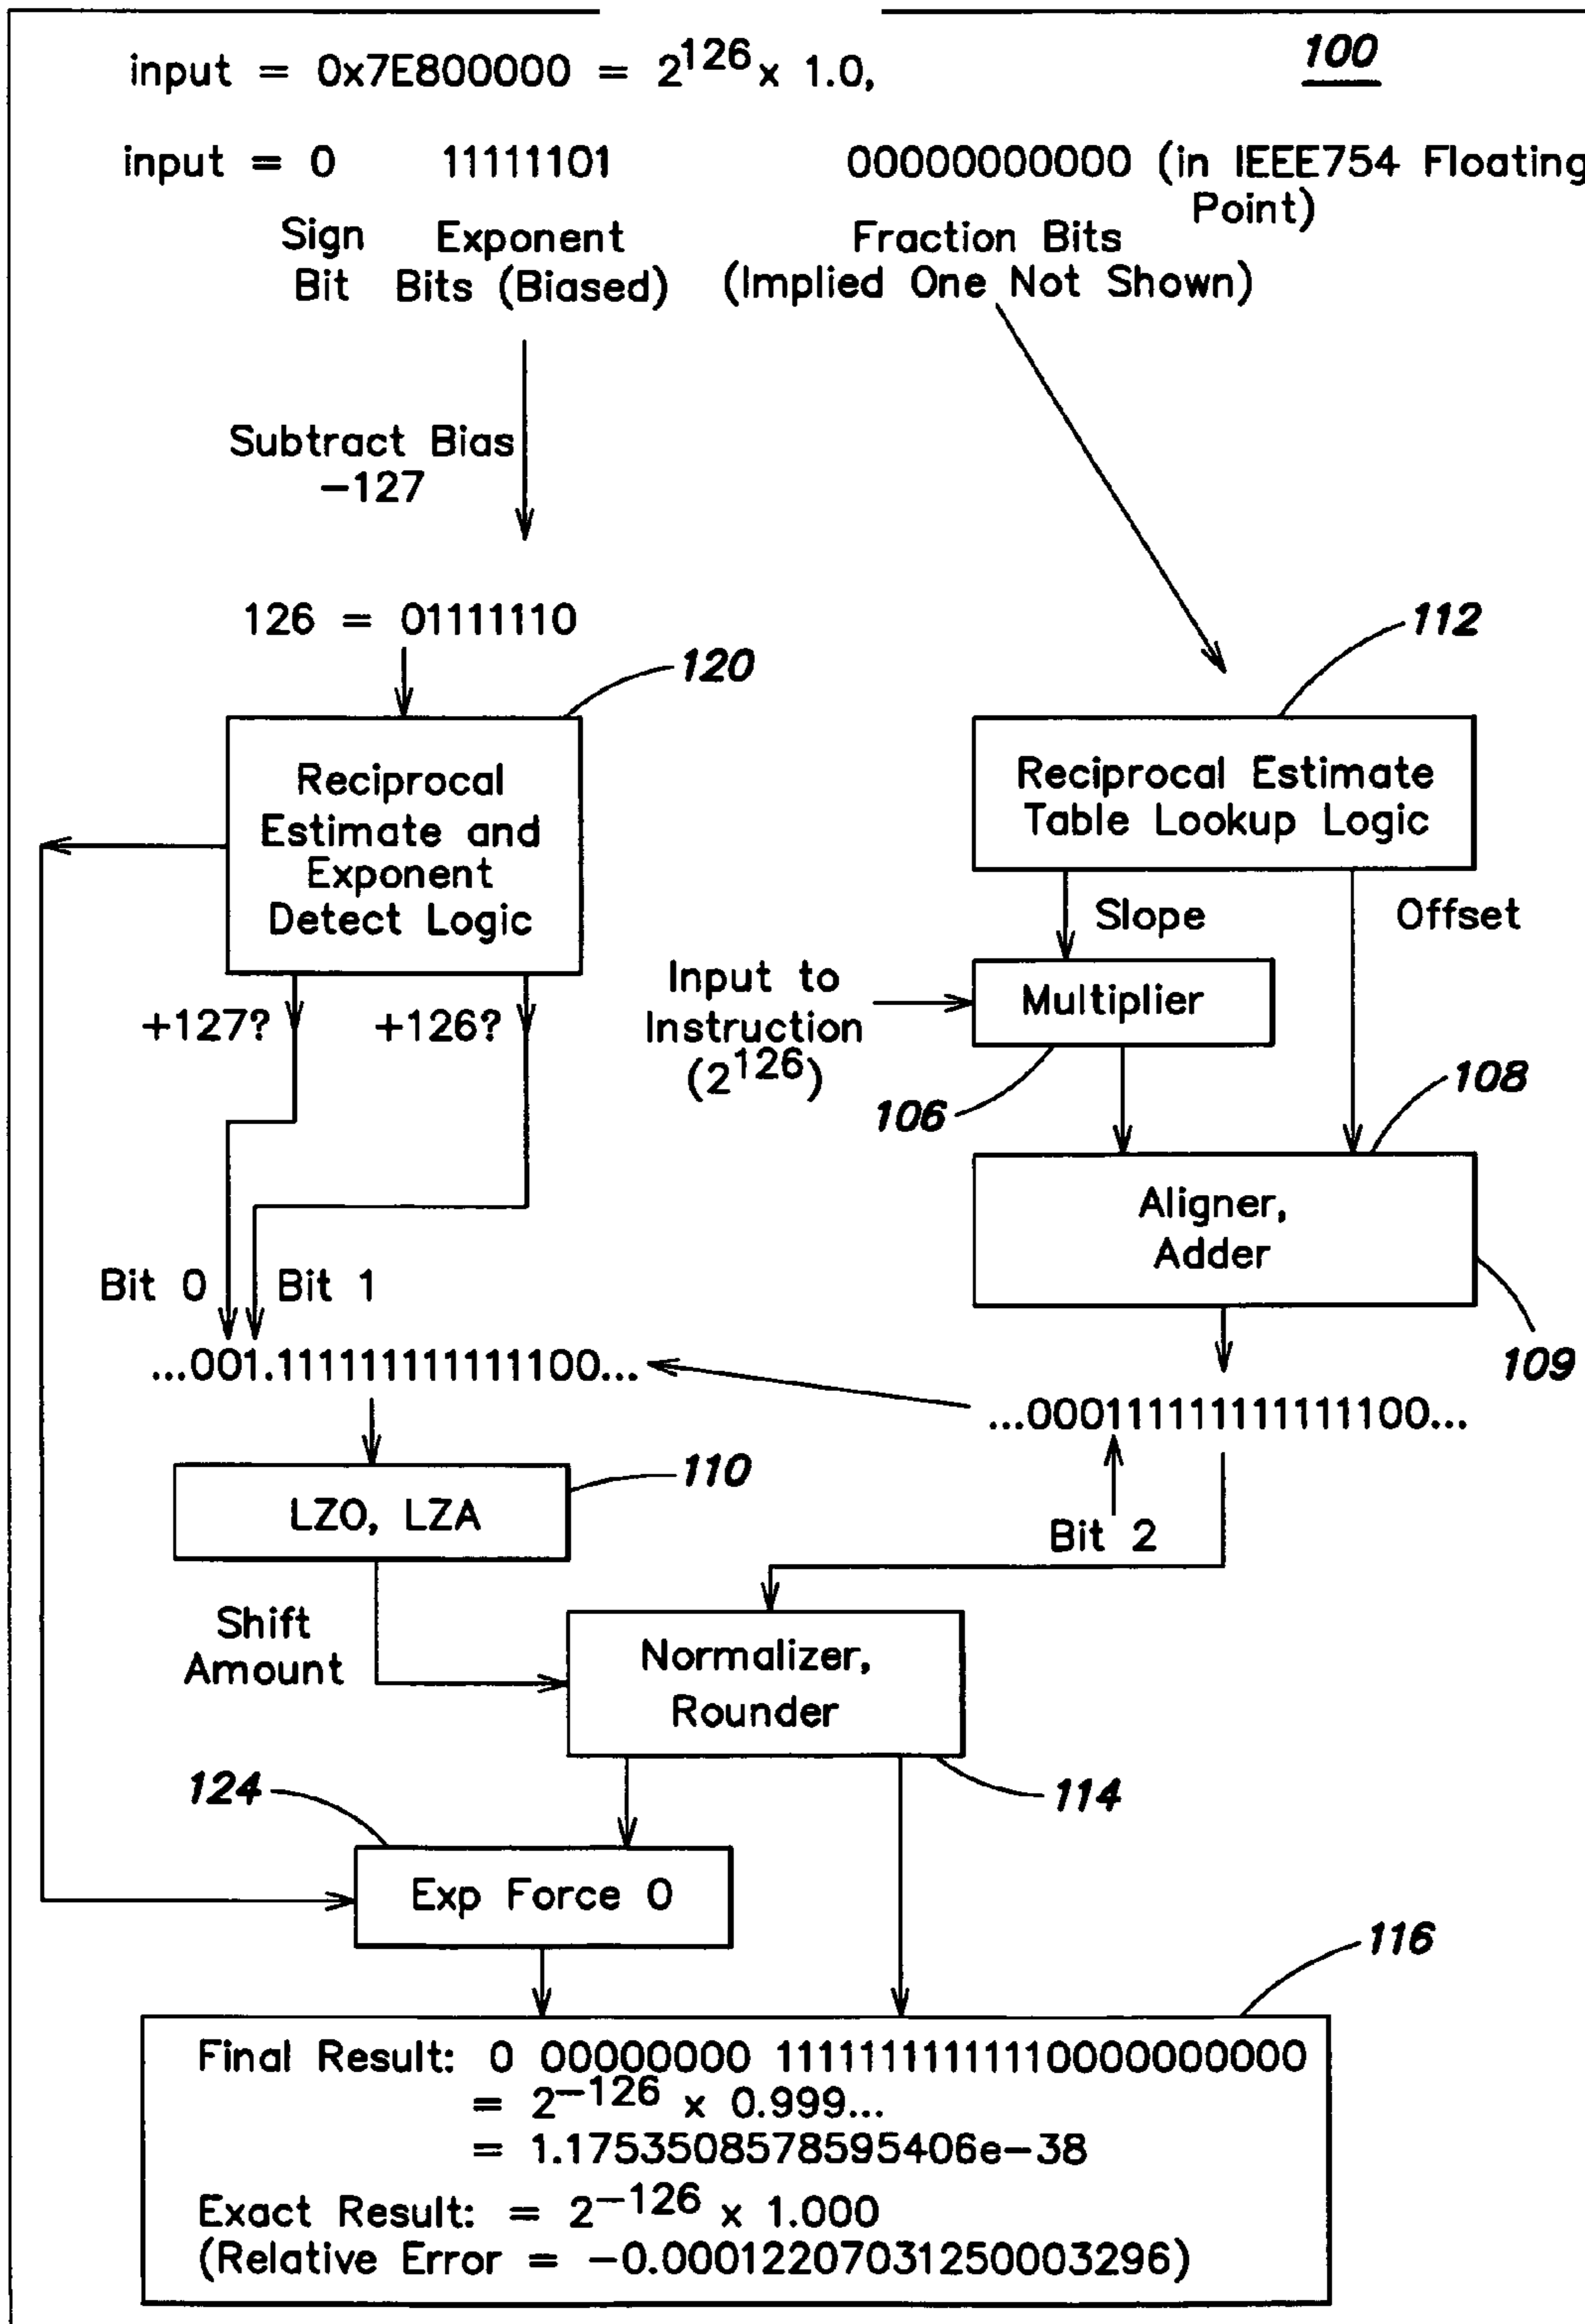 100
input = 0x7E800000 = 2^126 x 1.0,
input = 0 11111101 00000000000 (in IEEE754 Floating
Point)
Sign Exponent Fraction Bits
Bit Bits (Biased) (Implied One Not Shown)
Subtract Bias
-127
126 = 01111110
120
112
Reciprocal
Estimate and
Exponent
Detect Logic
Reciprocal Estimate
Table Lookup Logic
Slope
Offset
+127?
+126?
Input to
Instruction
(2^126)
Multiplier
106
108
Aligner,
Adder
109
Bit 0
Bit 1
...001.111111111111100...
...000111111111111100...
Bit 2
LZO, LZA
110
Shift
Amount
Normalizer,
Rounder
114
124
Exp Force 0
116
Final Result: 0 00000000 11111111111110000000000
= 2^-126 x 0.999...
= 1.1753508578595406e-38
Exact Result: = 2^-126 x 1.000
(Relative Error = -0.00012207031250003296)